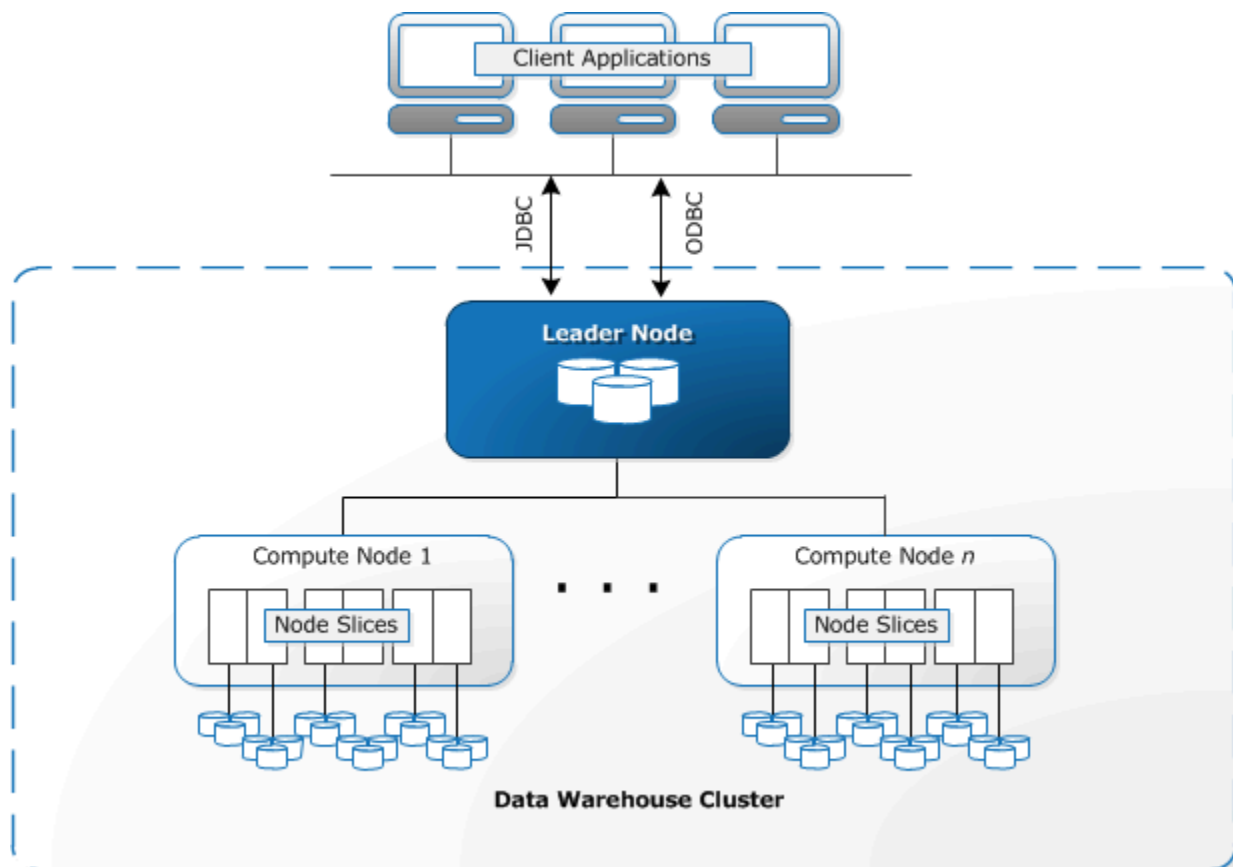 Client Applications
JDBC
ODBC
Leader Node
Compute Node 1
Compute Node n
. . .
Node Slices
Node Slices
Data Warehouse Cluster